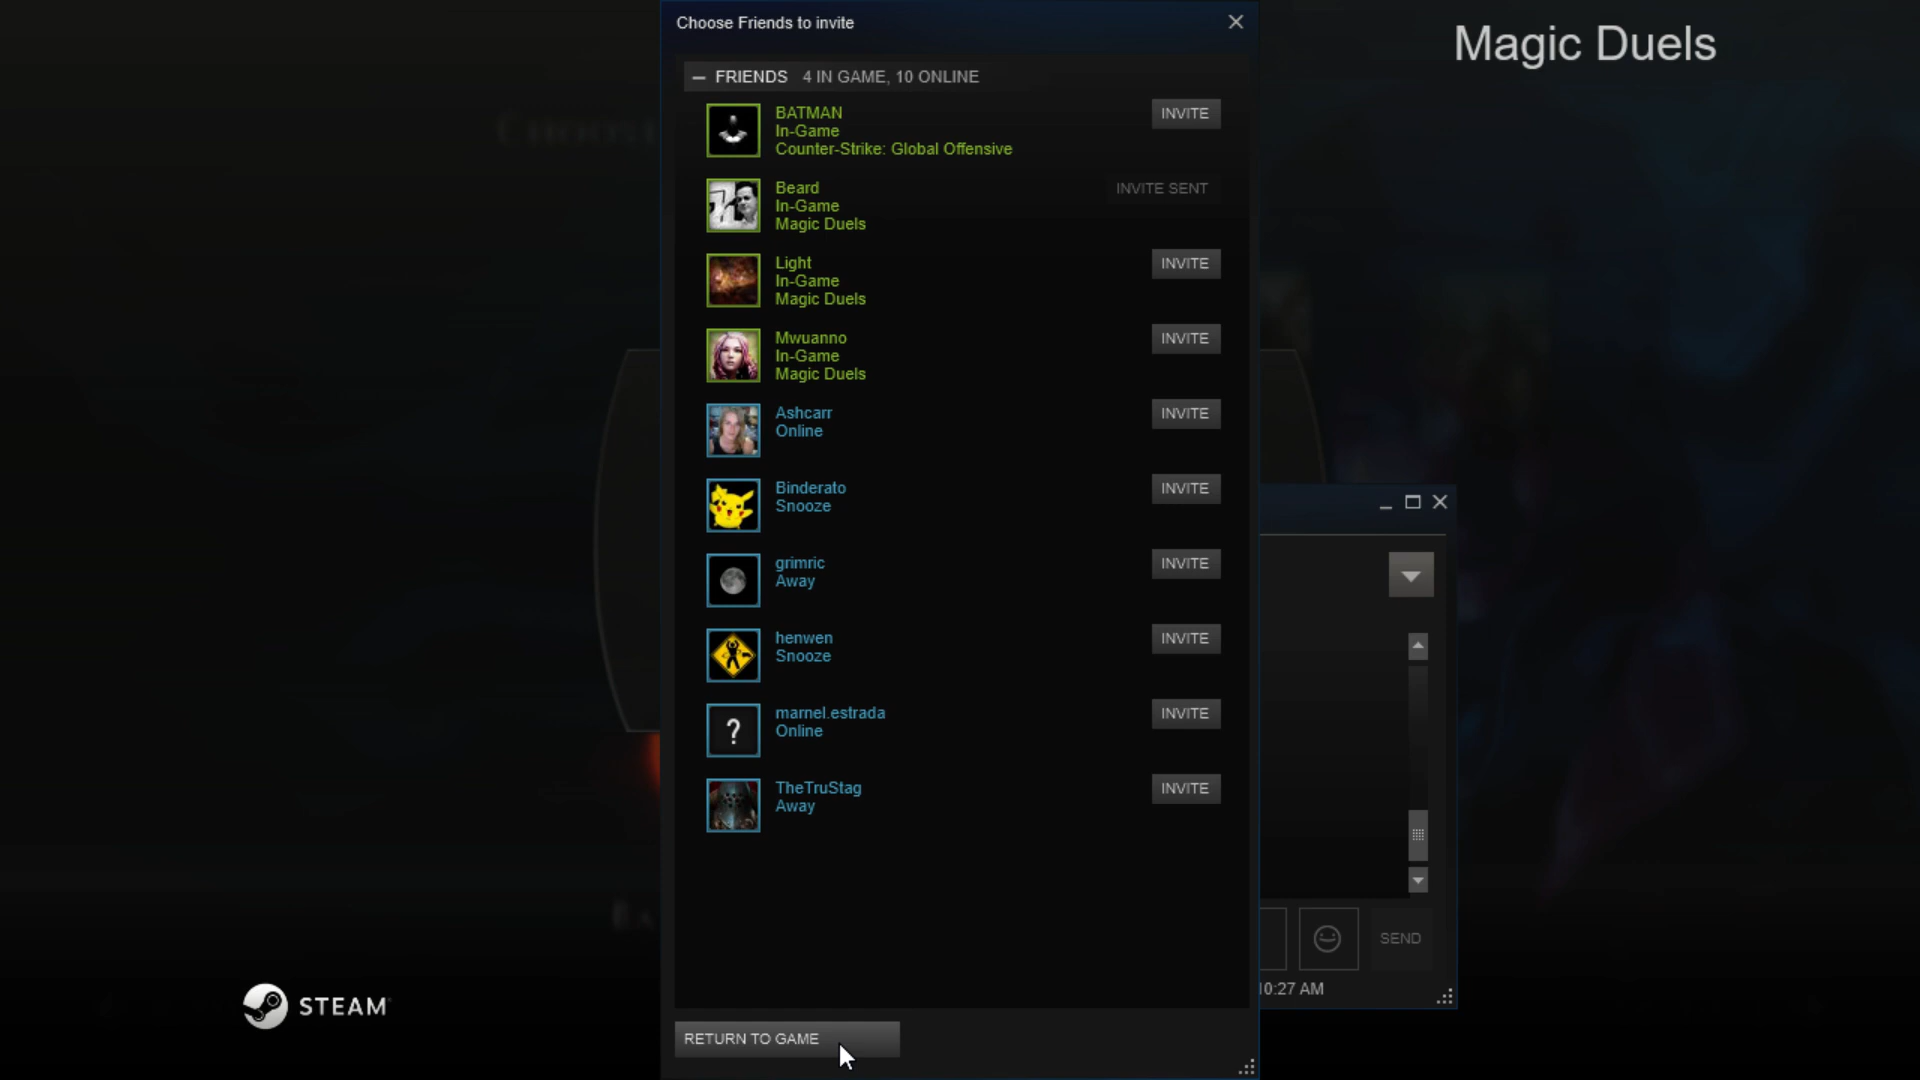 Choose Friends to invite
Magic Duels
FRIENDS 4 IN GAME, 10 ONLINE
BATMAN
In-Game
Counter-Strike: Global Offensive
INVITE
Beard
In-Game
Magic Duels
INVITE SENT
Light
In-Game
Magic Duels
INVITE
Mwuanno
In-Game
Magic Duels
INVITE
Ashcarr
Online
INVITE
Binderato
Snooze
INVITE
grimric
Away
INVITE
henwen
Snooze
INVITE
marnel.estrada
Online
INVITE
?
TheTruStag
Away
INVITE
SEND
0:27 AM
STEAM
RETURN TO GAME